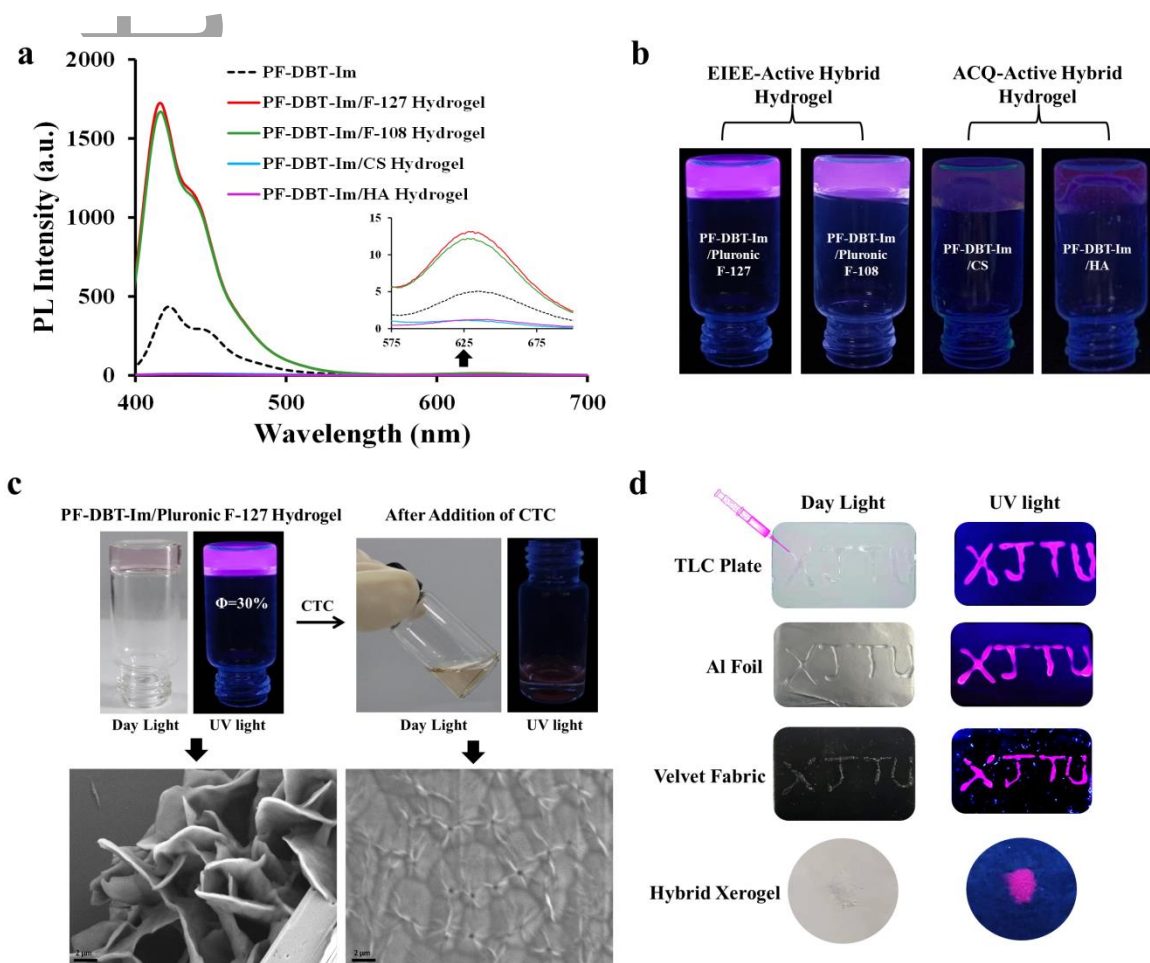 a
2000
1500
1000
500
0
PL Intensity (a.u.)
400
500
600
700
Wavelength (nm)
PF-DBT-Im
PF-DBT-Im/F-127 Hydrogel
PF-DBT-Im/F-108 Hydrogel
PF-DBT-Im/CS Hydrogel
PF-DBT-Im/HA Hydrogel
15
10
5
0
575
625
675
b
EIEE-Active Hybrid
Hydrogel
ACQ-Active Hybrid
Hydrogel
PF-DBT-Im
/Pluronic
F-127
PF-DBT-Im
/Pluronic
F-108
PF-DBT-Im
/CS
PF-DBT-Im
/HA
c
PF-DBT-Im/Pluronic F-127 Hydrogel
After Addition of CTC
Φ=30%
CTC
Day Light
UV light
Day Light
UV light
2 μm
2 μm
d
Day Light
UV light
TLC Plate
XJTU
XJTU
Al Foil
XJTU
XJTU
Velvet Fabric
XJTU
XJTU
Hybrid Xerogel